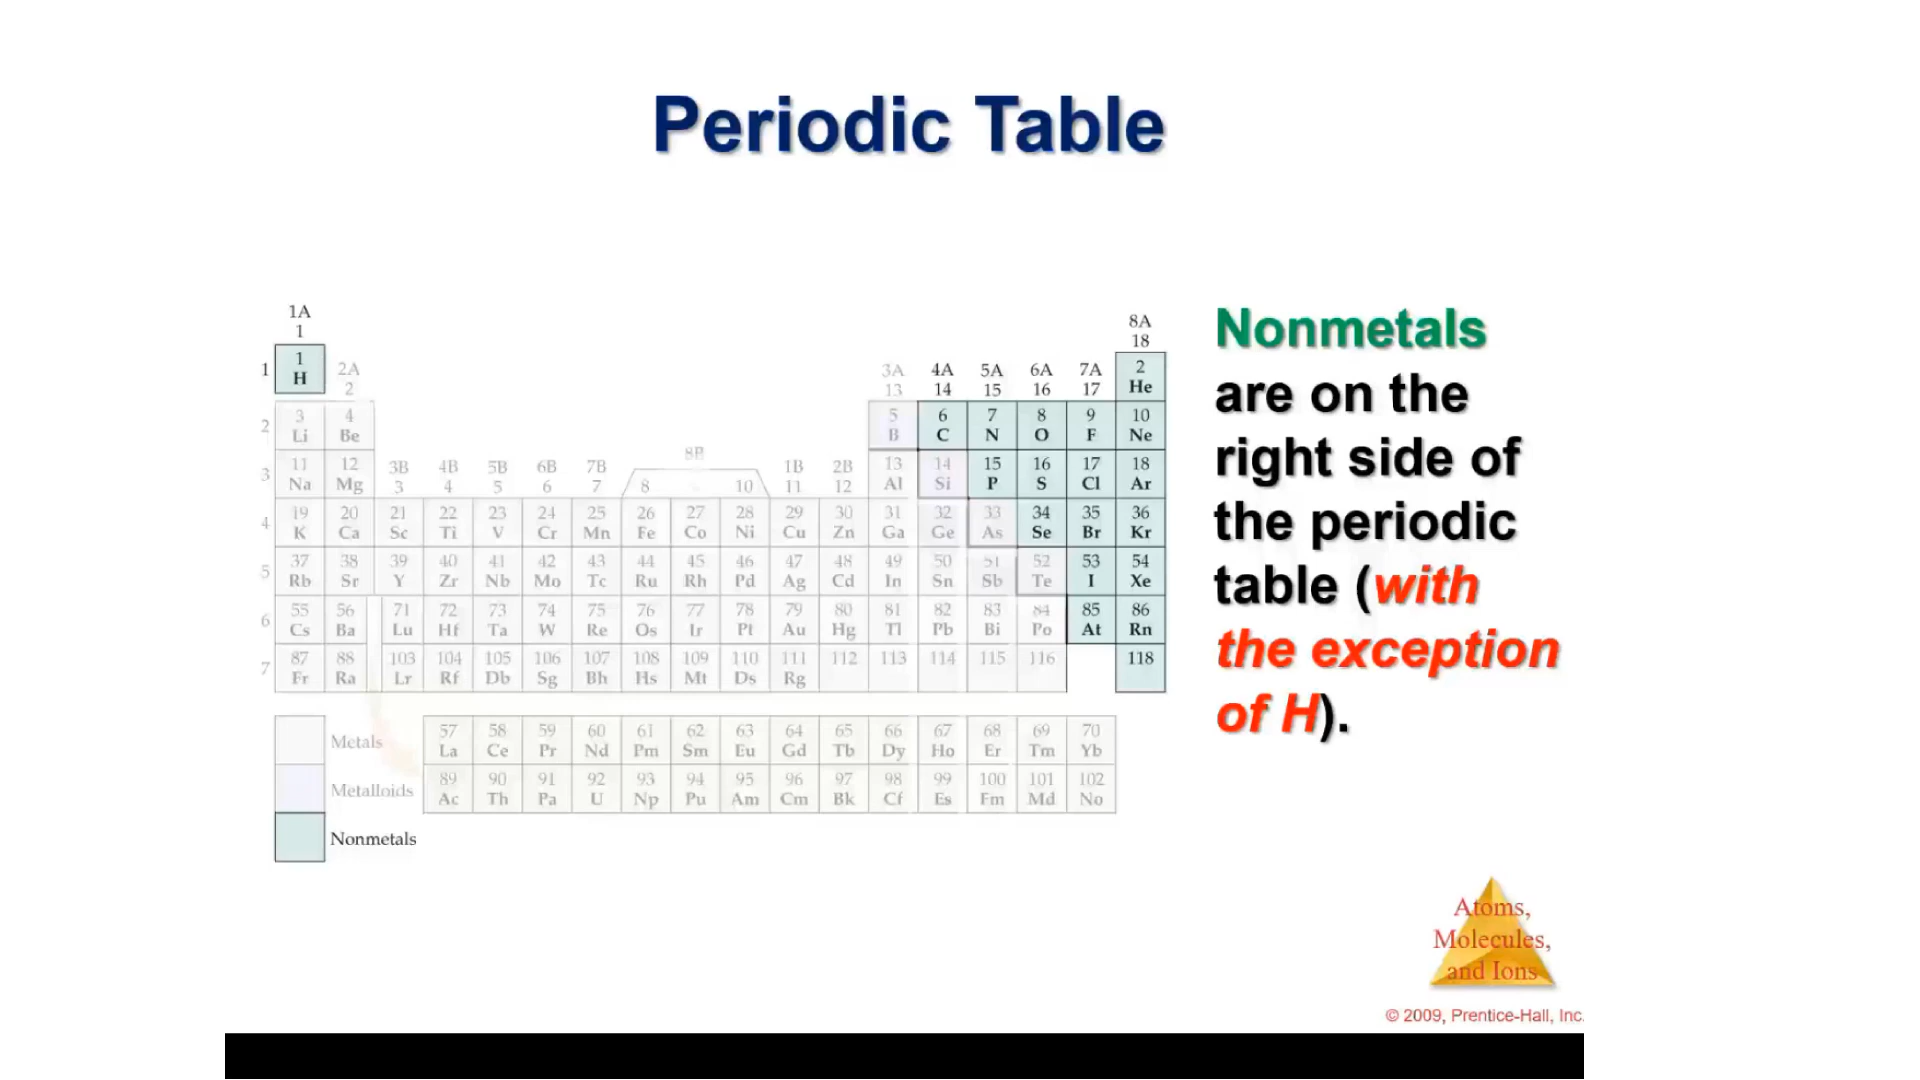 Periodic Table
1A
1
8A
18
1
1
H
2A
2
3A
13
4A
14
5A
15
6A
16
7A
17
2
He
2
3
Li
4
Be
5
B
6
C
7
N
8
O
9
F
10
Ne
3
11
Na
12
Mg
3B
3
4B
4
5B
5
6B
6
7B
7
8B
8
10
1B
11
2B
12
13
Al
14
Si
15
P
16
S
17
Cl
18
Ar
4
19
K
20
Ca
21
Sc
22
Ti
23
V
24
Cr
25
Mn
26
Fe
27
Co
28
Ni
29
Cu
30
Zn
31
Ga
32
Ge
33
As
34
Se
35
Br
36
Kr
5
37
Rb
38
Sr
39
Y
40
Zr
41
Nb
42
Mo
43
Tc
44
Ru
45
Rh
46
Pd
47
Ag
48
Cd
49
In
50
Sn
51
Sb
52
Te
53
I
54
Xe
6
55
Cs
56
Ba
71
Lu
72
Hf
73
Ta
74
W
75
Re
76
Os
77
Ir
78
Pt
79
Au
80
Hg
81
Tl
82
Pb
83
Bi
84
Po
85
At
86
Rn
7
87
Fr
88
Ra
103
Lr
104
Rf
105
Db
106
Sg
107
Bh
108
Hs
109
Mt
110
Ds
111
Rg
112
113
114
115
116
118
Metals
57
La
58
Ce
59
Pr
60
Nd
61
Pm
62
Sm
63
Eu
64
Gd
65
Tb
66
Dy
67
Ho
68
Er
69
Tm
70
Yb
Metalloids
89
Ac
90
Th
91
Pa
92
U
93
Np
94
Pu
95
Am
96
Cm
97
Bk
98
Cf
99
Es
100
Fm
101
Md
102
No
Nonmetals
Nonmetals
are on the
right side of
the periodic
table (with
the exception
of H).
Atoms,
Molecules,
and Ions
© 2009, Prentice-Hall, Inc.